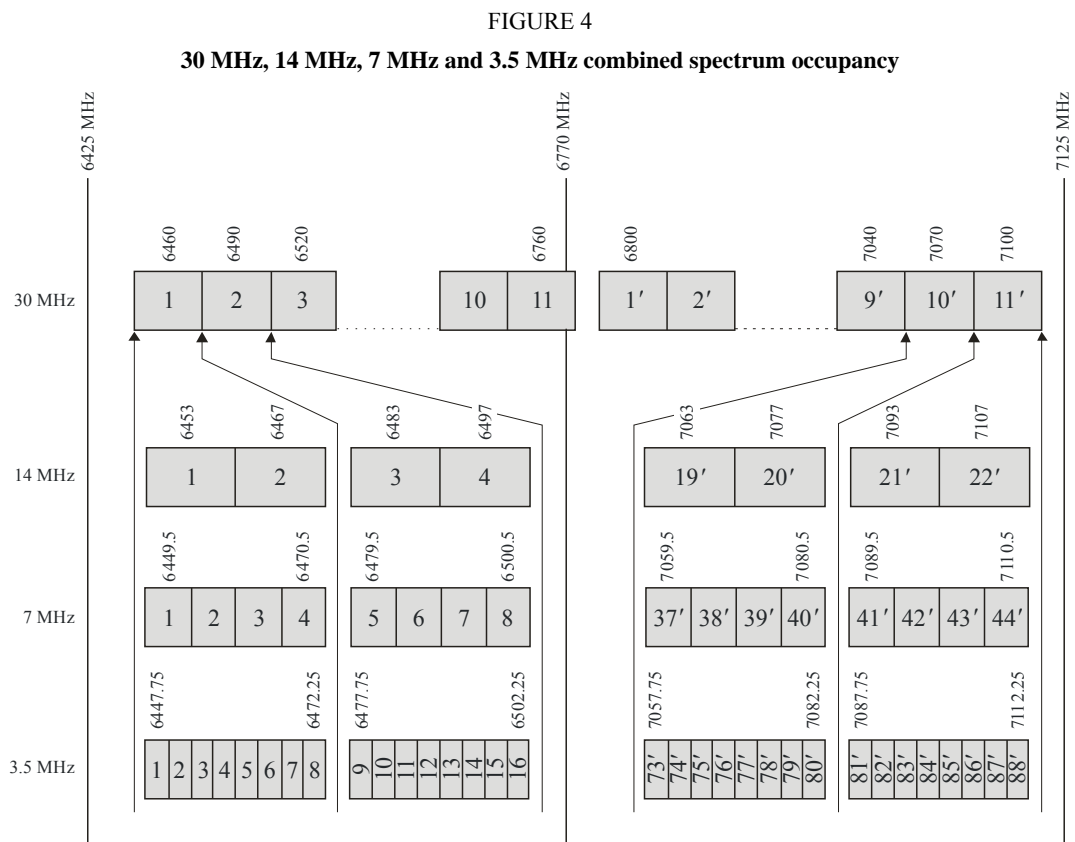 FIGURE 4
30 MHz, 14 MHz, 7 MHz and 3.5 MHz combined spectrum occupancy
6425 MHz
6770 MHz
7125 MHz
6460 6490 6520 6760 6800 7040 7070 7100
30 MHz 1 2 3 10 11 1′ 2′ 9′ 10′ 11′
6453 6467 6483 6497 7063 7077 7093 7107
14 MHz 1 2 3 4 19′ 20′ 21′ 22′
6449.5 6470.5 6479.5 6500.5 7059.5 7080.5 7089.5 7110.5
7 MHz 1 2 3 4 5 6 7 8 37′ 38′ 39′ 40′ 41′ 42′ 43′ 44′
6447.75 6472.25 6477.75 6502.25 7057.75 7082.25 7087.75 7112.25
3.5 MHz 1 2 3 4 5 6 7 8 9 10 11 12 13 14 15 16 73′ 74′ 75′ 76′ 77′ 78′ 79′ 80′ 81′ 82′ 83′ 84′ 85′ 86′ 87′ 88′